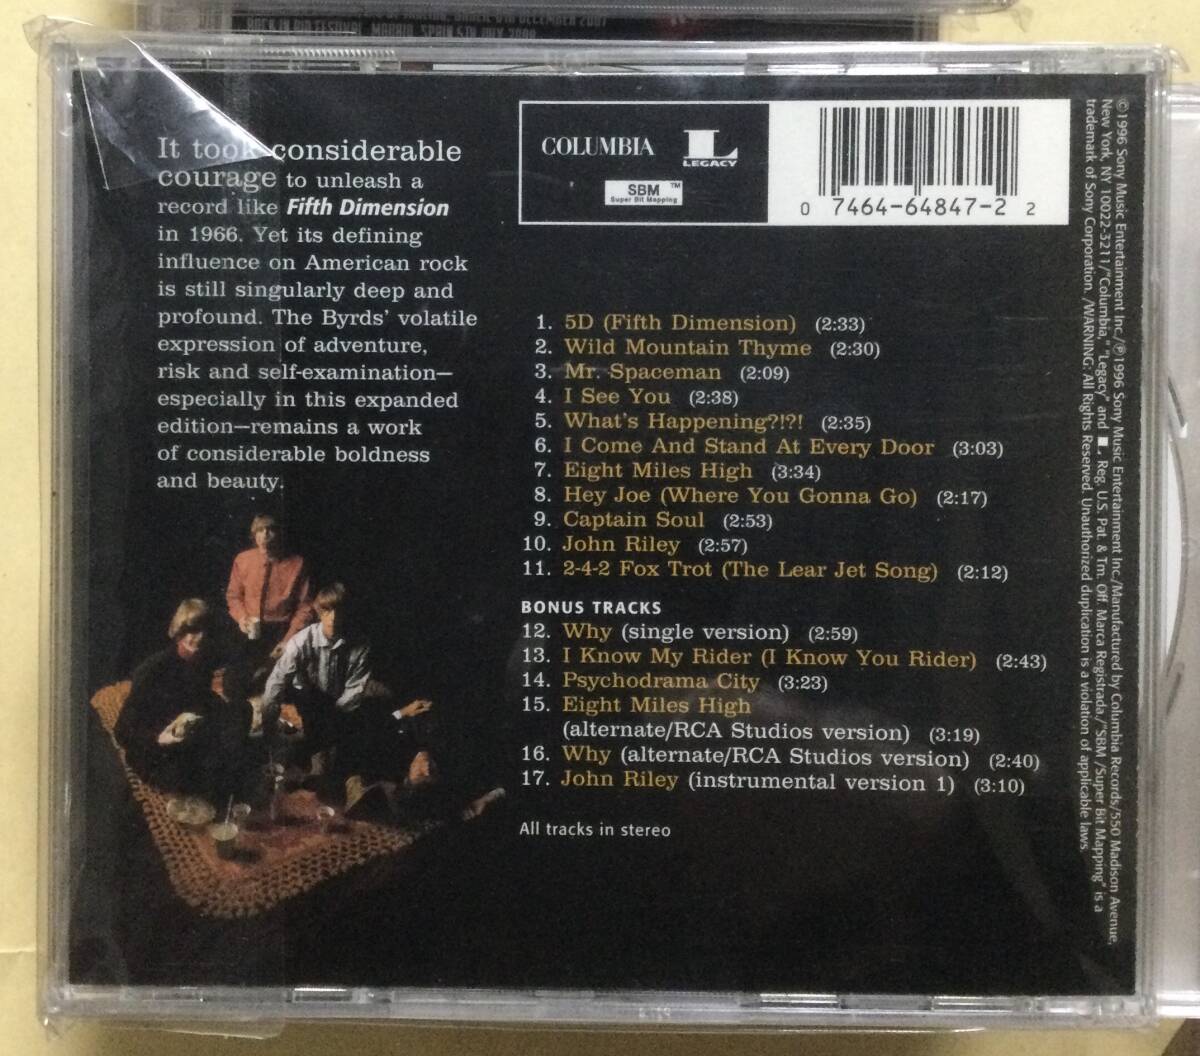 ROCK IN RIO FESTIVAL, MADRID, SPAIN 5TH JULY 2008
It took considerable
courage to unleash a
record like Fifth Dimension
in 1966. Yet its defining
influence on American rock
is still singularly deep and
profound. The Byrds' volatile
expression of adventure,
risk and self-examination—
especially in this expanded
edition—remains a work
of considerable boldness
and beauty.
COLUMBIA
L
LEGACY
SBM™
Super Bit Mapping
0 7464-64847-2 2
1. 5D (Fifth Dimension) (2:33)
2. Wild Mountain Thyme (2:30)
3. Mr. Spaceman (2:09)
4. I See You (2:38)
5. What's Happening?!?! (2:35)
6. I Come And Stand At Every Door (3:03)
7. Eight Miles High (3:34)
8. Hey Joe (Where You Gonna Go) (2:17)
9. Captain Soul (2:53)
10. John Riley (2:57)
11. 2-4-2 Fox Trot (The Lear Jet Song) (2:12)
BONUS TRACKS
12. Why (single version) (2:59)
13. I Know My Rider (I Know You Rider) (2:43)
14. Psychodrama City (3:23)
15. Eight Miles High
(alternate/RCA Studios version) (3:19)
16. Why (alternate/RCA Studios version) (2:40)
17. John Riley (instrumental version 1) (3:10)
All tracks in stereo
©1996 Sony Music Entertainment Inc./℗1996 Sony Music Entertainment Inc./Manufactured by Columbia Records/550 Madison Avenue,
New York, NY 10022-3211/"Columbia," "Legacy" and ■, Reg. U.S. Pat. & Tm. Off. Marca Registrada./"SBM/Super Bit Mapping" is a
trademark of Sony Corporation./WARNING: All Rights Reserved. Unauthorized duplication is a violation of applicable laws.